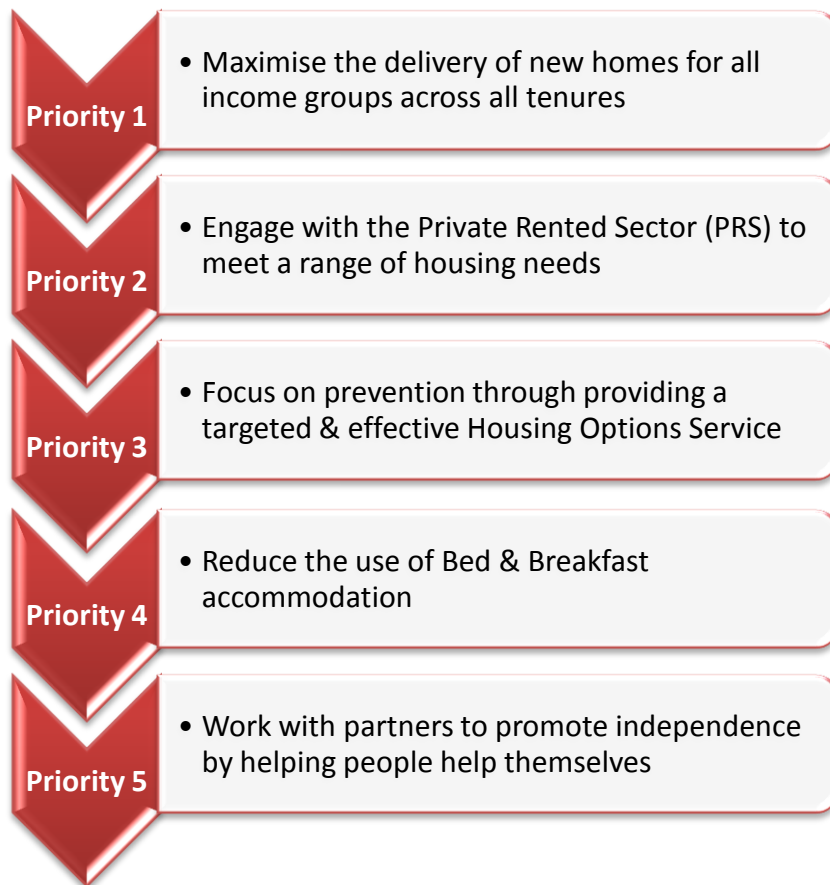 Priority 1
• Maximise the delivery of new homes for all
income groups across all tenures
Priority 2
• Engage with the Private Rented Sector (PRS) to
meet a range of housing needs
Priority 3
• Focus on prevention through providing a
targeted & effective Housing Options Service
Priority 4
• Reduce the use of Bed & Breakfast
accommodation
Priority 5
• Work with partners to promote independence
by helping people help themselves